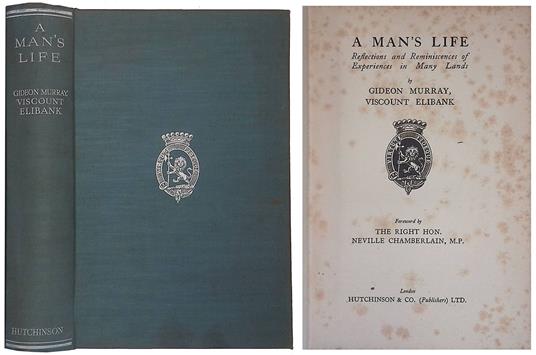 A
MAN'S
LIFE
GIDEON MURRAY,
VISCOUNT
ELIBANK
HUTCHINSON
A MAN'S LIFE
Reflections and Reminiscences of
Experiences in Many Lands
by
GIDEON MURRAY,
VISCOUNT ELIBANK
Foreword by
THE RIGHT HON.
NEVILLE CHAMBERLAIN, M.P.
London
HUTCHINSON & CO. (Publishers) LTD.